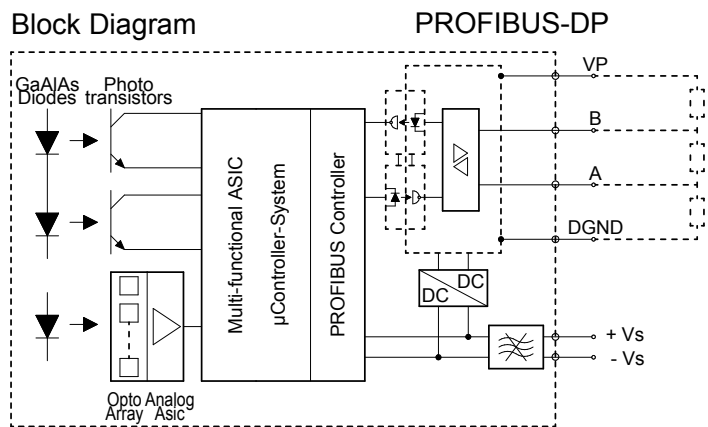 Block Diagram
PROFIBUS-DP
GaAlAs Photo
Diodes transistors
VP
B
A
DGND
Multi-functional ASIC
µController-System
PROFIBUS Controller
DC
DC
+ Vs
- Vs
Opto Analog
Array Asic